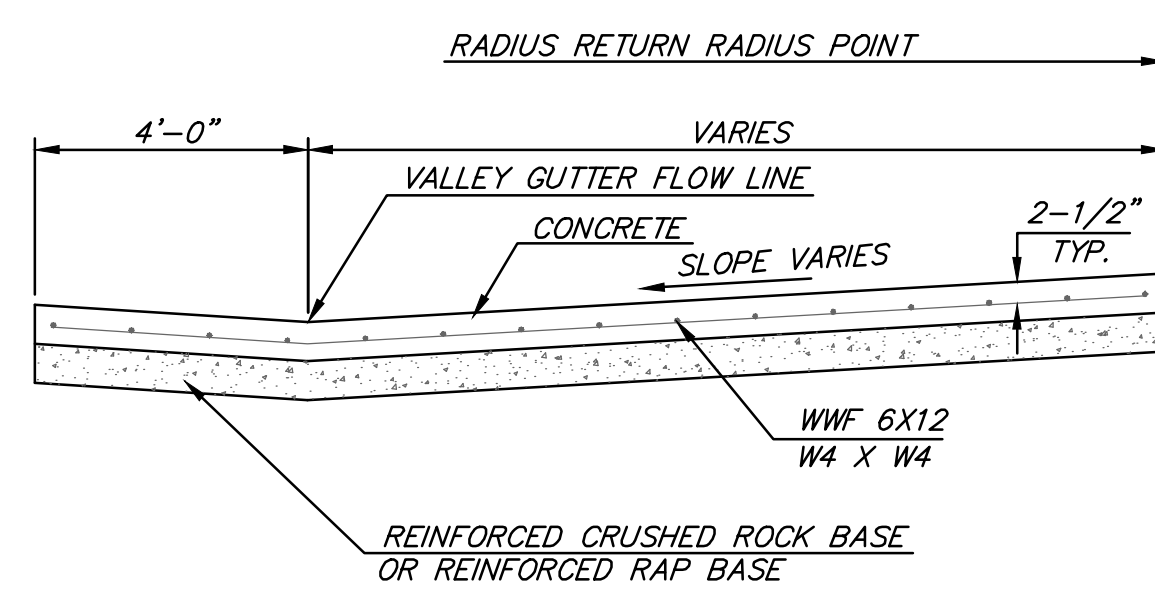 RADIUS RETURN RADIUS POINT
4'-0"
VARIES
VALLEY GUTTER FLOW LINE
CONCRETE
2-1/2"
TYP.
SLOPE VARIES
WWF 6X12
W4 X W4
REINFORCED CRUSHED ROCK BASE
OR REINFORCED RAP BASE